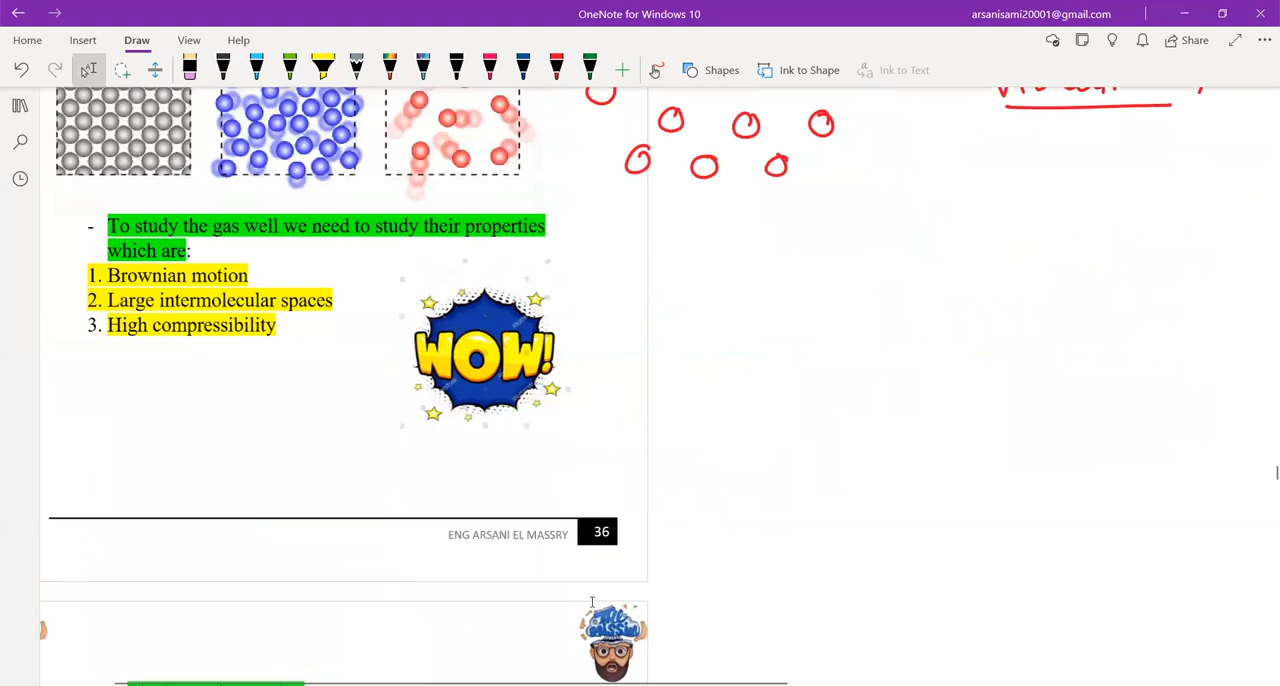 OneNote for Windows 10
arsanisami20001@gmail.com
Home Insert Draw View Help
Share
Shapes
Ink to Shape
Ink to Text
- To study the gas well we need to study their properties
which are:
1. Brownian motion
2. Large intermolecular spaces
3. High compressibility
WOW!
ENG ARSANI EL MASSRY 36